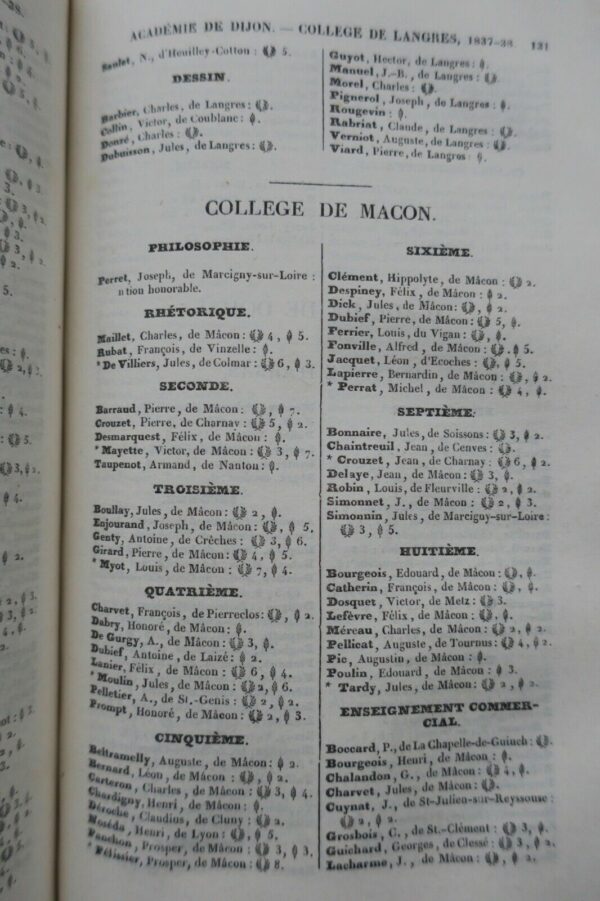 ACADÉMIE DE DIJON. — COLLEGE DE LANGRES, 1837-38. 131
N., d'Heuilley-Cotton : 5.
DESSIN.
Barbier, Charles, de Langres :
Collin, Victor, de Coublanc :
Donzé, Charles :
Dubuisson, Jules, de Langres :
Guyot, Hector, de Langres :
Manuel, J.-B., de Langres :
Morel, Charles :
Pignerol, Joseph, de Langres :
Rougevin :
Rabriat, Claude, de Langres :
Verniot, Auguste, de Langres :
Viard, Pierre, de Langres
COLLEGE DE MACON.
PHILOSOPHIE.
Perret, Joseph, de Marcigny-sur-Loire :
honorable.
RHÉTORIQUE.
Maillet, Charles, de Mâcon : 4, 5.
Rubat, François, de Vinzelle :
* De Villiers, Jules, de Colmar : 6, 3.
SECONDE.
Barraud, Pierre, de Mâcon : , 7.
Crouzet, Pierre, de Charnay : 5, 2.
Desmarquest, Félix, de Mâcon :
* Mayette, Victor, de Mâcon : 3, 7.
Taupenot, Armand, de Nanton :
TROISIÈME.
Boullay, Jules, de Mâcon : 2, .
Enjourand, Joseph, de Mâcon : , 5.
Genty, Antoine, de Crèches : 3, 6.
Girard, Pierre, de Mâcon : 4, 5.
* Myot, Louis, de Mâcon : 7, 4.
QUATRIÈME.
Charvet, François, de Pierreclos : , 2.
Dabry, Honoré, de Mâcon :
De Gurgy, A., de Mâcon : 3, .
Dubief, Antoine, de Laizé : 2.
Lanier, Félix, de Mâcon : 6, 4.
* Moulin, Jules, de Mâcon : 2, 6.
Pelletier, A., de St.-Genis : 2, 2.
Prompt, Honoré, de Mâcon : 2, 3.
CINQUIÈME.
Beltramelly, Auguste, de Mâcon : 2.
Bernard, Léon, de Mâcon : , 2.
Carteron, Charles, de Mâcon : 3, 4.
Chardigny, Henri, de Mâcon :
Déroche, Claudius, de Cluny : 2.
Henri, de Lyon : , 5.
Prosper, de Mâcon : 3, 3.
* Pélissier, Prosper, de Mâcon : 8.
SIXIÈME.
Clément, Hippolyte, de Mâcon : 2.
Despiney, Félix, de Mâcon : 2.
Dick, Jules, de Mâcon : 2.
Dubief, Pierre, de Mâcon : 5, .
Ferrier, Louis, du Vigan : , .
Fonville, Alfred, de Mâcon : 5.
Jacquet, Léon, d'Ecoches : , 5.
Lapierre, Bernardin, de Mâcon : , 2.
* Perrat, Michel, de Mâcon : 4, .
SEPTIÈME.
Bonnaire, Jules, de Soissons : 3, 2.
Chaintreuil, Jean, de Cenves :
* Crouzet, Jean, de Charnay : 6, 2.
Delaye, Jean, de Mâcon : 3, .
Robin, Louis, de Fleurville : 2, 2.
Simonnet, J., de Mâcon : 2, 3.
Simonnin, Jules, de Marcigny-sur-Loire :
3, 5.
HUITIÈME.
Bourgeois, Edouard, de Mâcon : , .
Catherin, François, de Mâcon : , .
Dosquet, Victor, de Metz : 3.
Lefèvre, Félix, de Mâcon : , .
Méreau, Charles, de Mâcon : 2, 2.
Pellicat, Auguste, de Tournus : 4, 2.
Pic, Augustin, de Mâcon :
Poulin, Edouard, de Mâcon : 3.
* Tardy, Jules, de Mâcon : 2, 2.
ENSEIGNEMENT COMMER-
CIAL.
Boccard, P., de La Chapelle-de-Guinch :
Bourgeois, Henri, de Mâcon :
Chalandon, G., de Mâcon : 4, .
Charvet, Jules, de Mâcon :
Cuynat, J., de St-Julien-sur-Reyssouse :
2, 2.
Grosbois, C., de St.-Clément : 3, .
Guichard, Georges, de Clessé : , 2.
Lacharme, J., de Mâcon : , .